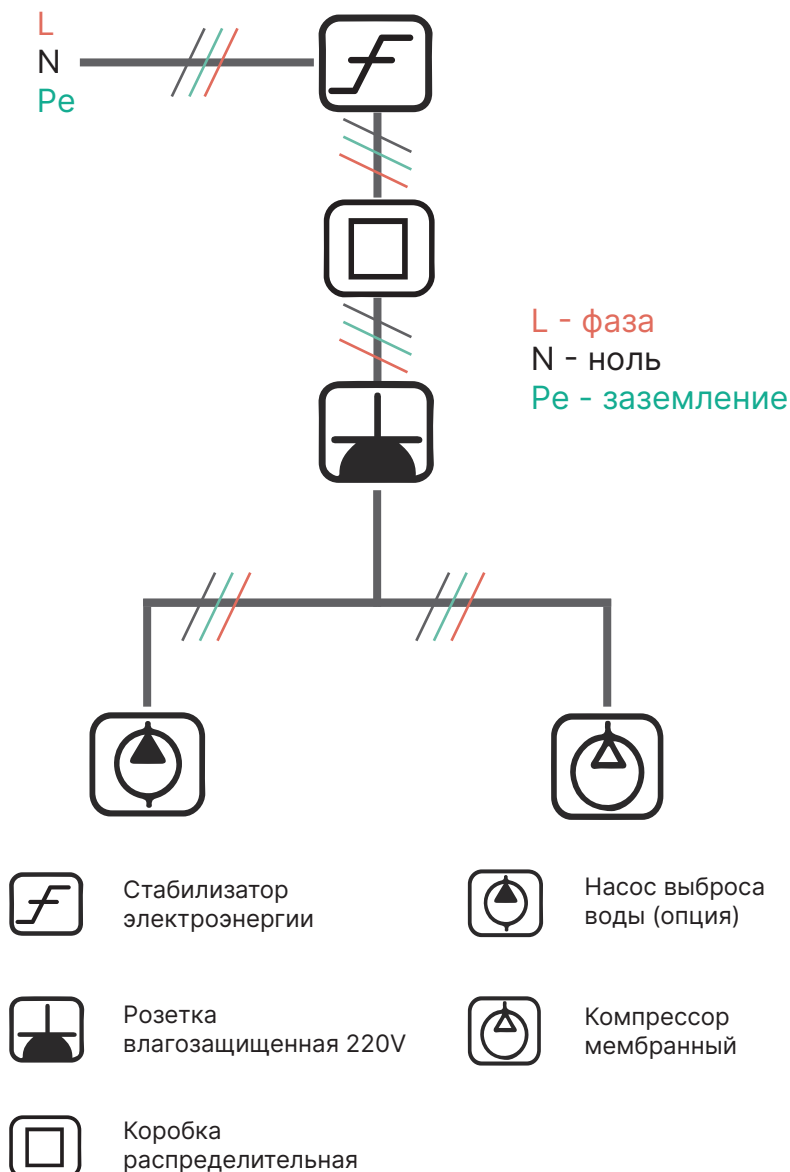 L
N
Pe
L - фаза
N - ноль
Pe - заземление
Стабилизатор
электроэнергии
Насос выброса
воды (опция)
Розетка
влагозащищенная 220V
Компрессор
мембранный
Коробка
распределительная